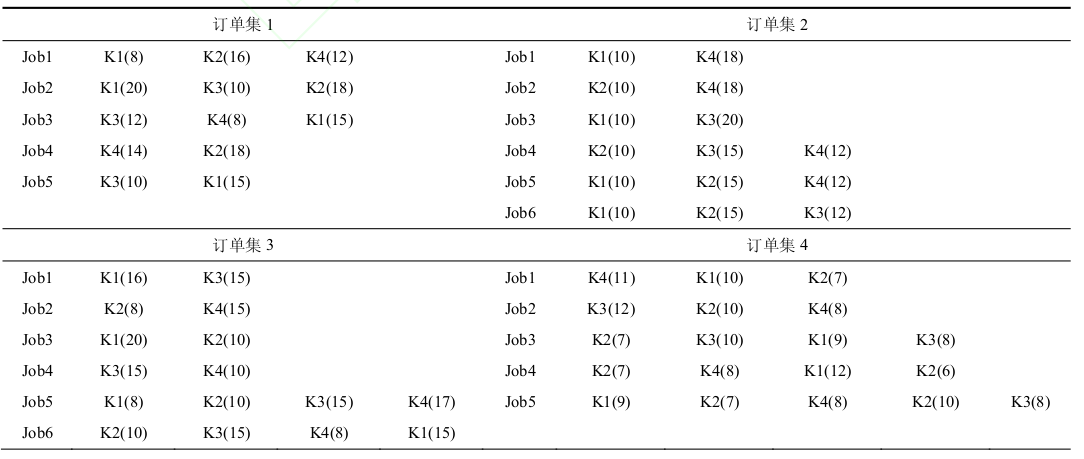 订单集 1 订单集 2
Job1 K1(8) K2(16) K4(12) Job1 K1(10) K4(18)
Job2 K1(20) K3(10) K2(18) Job2 K2(10) K4(18)
Job3 K3(12) K4(8) K1(15) Job3 K1(10) K3(20)
Job4 K4(14) K2(18) Job4 K2(10) K3(15) K4(12)
Job5 K3(10) K1(15) Job5 K1(10) K2(15) K4(12)
Job6 K1(10) K2(15) K3(12)
订单集 3 订单集 4
Job1 K1(16) K3(15) Job1 K4(11) K1(10) K2(7)
Job2 K2(8) K4(15) Job2 K3(12) K2(10) K4(8)
Job3 K1(20) K2(10) Job3 K2(7) K3(10) K1(9) K3(8)
Job4 K3(15) K4(10) Job4 K2(7) K4(8) K1(12) K2(6)
Job5 K1(8) K2(10) K3(15) K4(17) Job5 K1(9) K2(7) K4(8) K2(10) K3(8)
Job6 K2(10) K3(15) K4(8) K1(15)